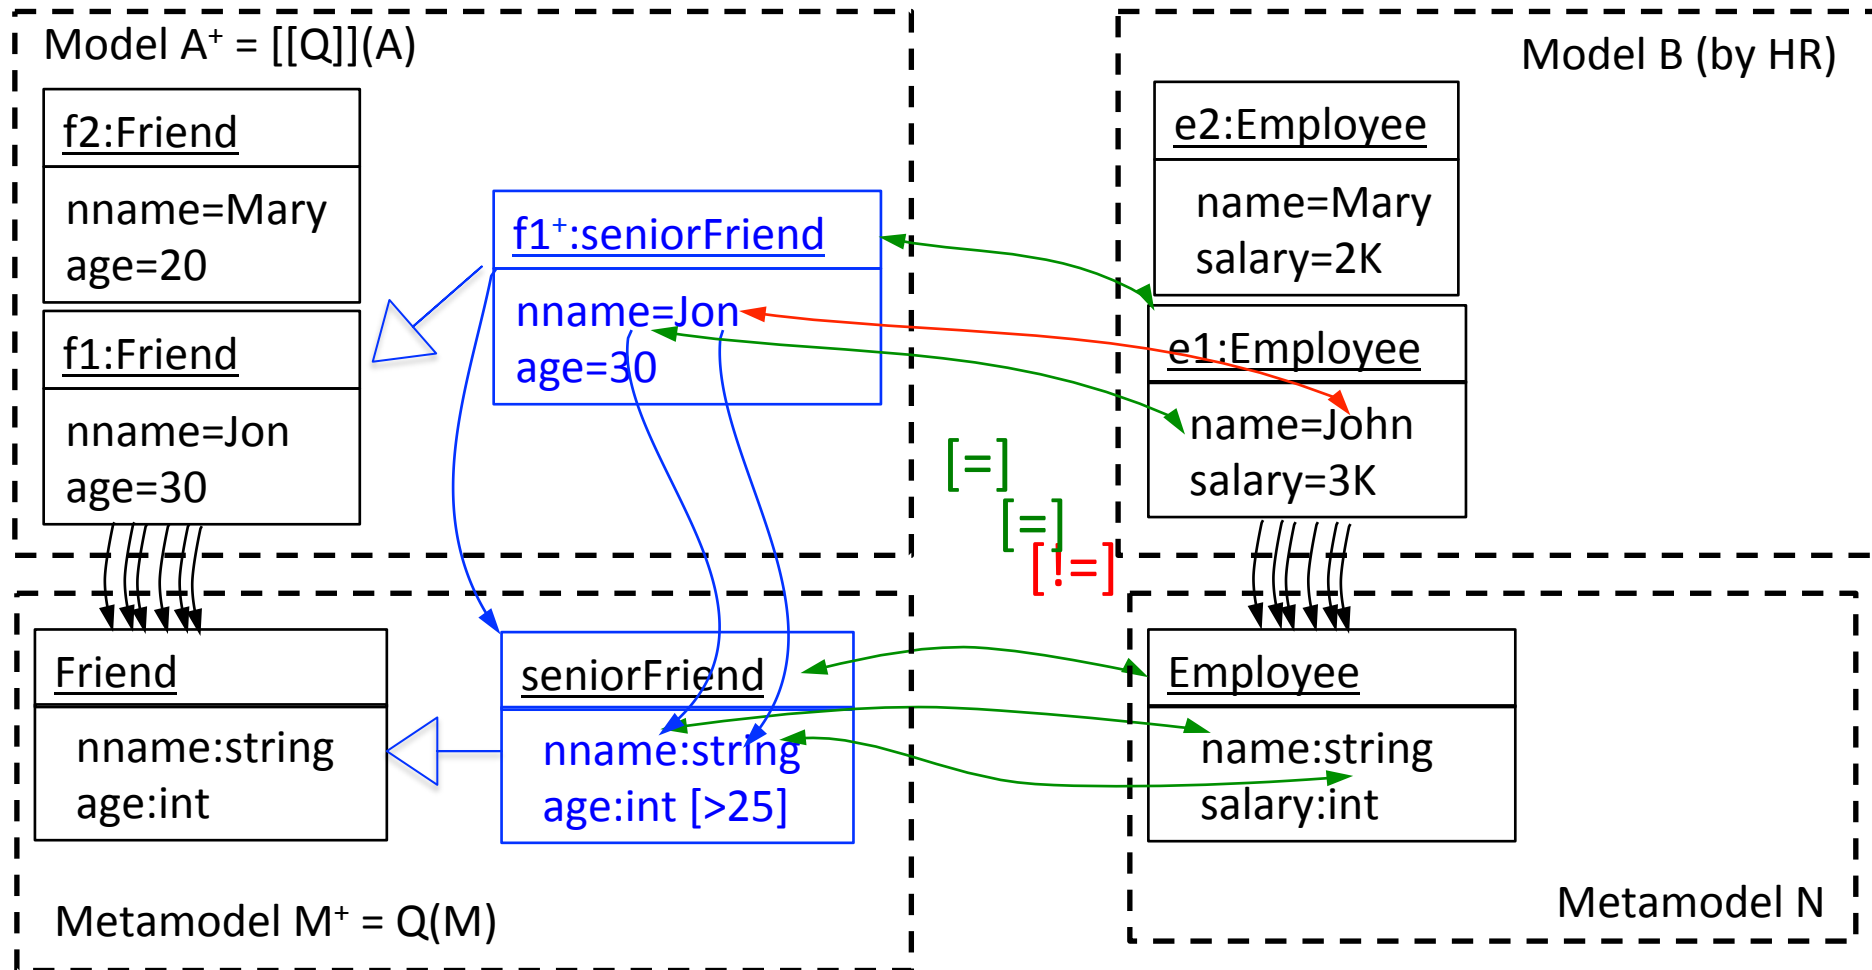 Model A⁺ = [[Q]](A)
f2:Friend
nname=Mary
age=20
f1:Friend
nname=Jon
age=30
f1⁺:seniorFriend
nname=Jon
age=30
Model B (by HR)
e2:Employee
name=Mary
salary=2K
e1:Employee
name=John
salary=3K
[=]
[=]
[!=]
Friend
nname:string
age:int
seniorFriend
nname:string
age:int [>25]
Metamodel M⁺ = Q(M)
Employee
name:string
salary:int
Metamodel N